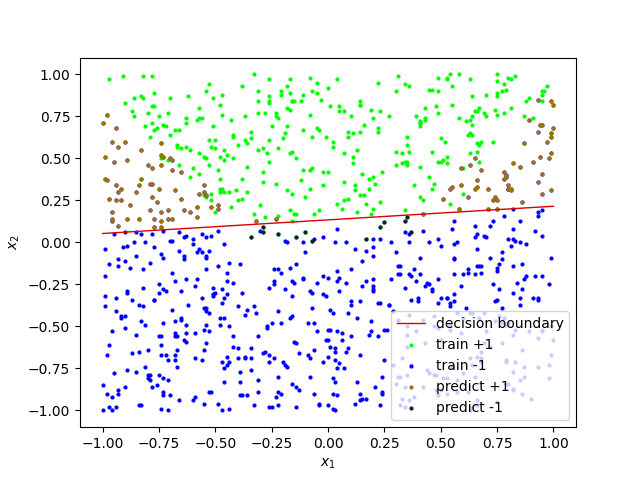 1.00
0.75
0.50
0.25
0.00
−0.25
−0.50
−0.75
−1.00
x₂
decision boundary
train +1
train -1
predict +1
predict -1
−1.00 −0.75 −0.50 −0.25 0.00 0.25 0.50 0.75 1.00
x₁